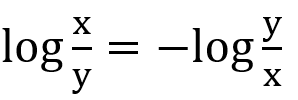 log x/y = −log y/x